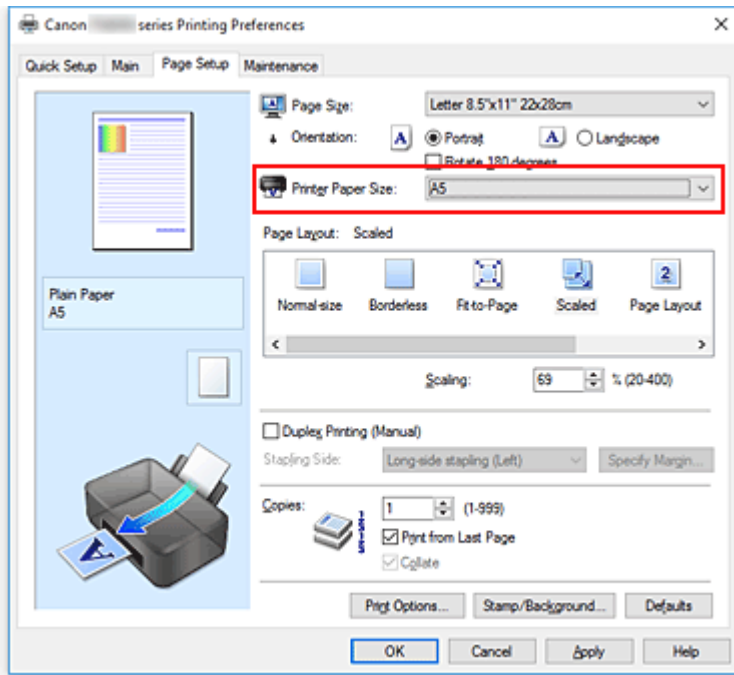 Canon series Printing Preferences
Quick Setup Main Page Setup Maintenance
Page Size: Letter 8.5"x11" 22x28cm
Orientation: A Portrait A Landscape
Rotate 180 degrees
Printer Paper Size: A5
Page Layout: Scaled
Normal-size Borderless Fit-to-Page Scaled Page Layout
Plain Paper
A5
Scaling: 69 % (20-400)
Duplex Printing (Manual)
Stapling Side: Long-side stapling (Left) Specify Margin...
Copies: 1 (1-999)
Print from Last Page
Collate
Print Options... Stamp/Background... Defaults
OK Cancel Apply Help